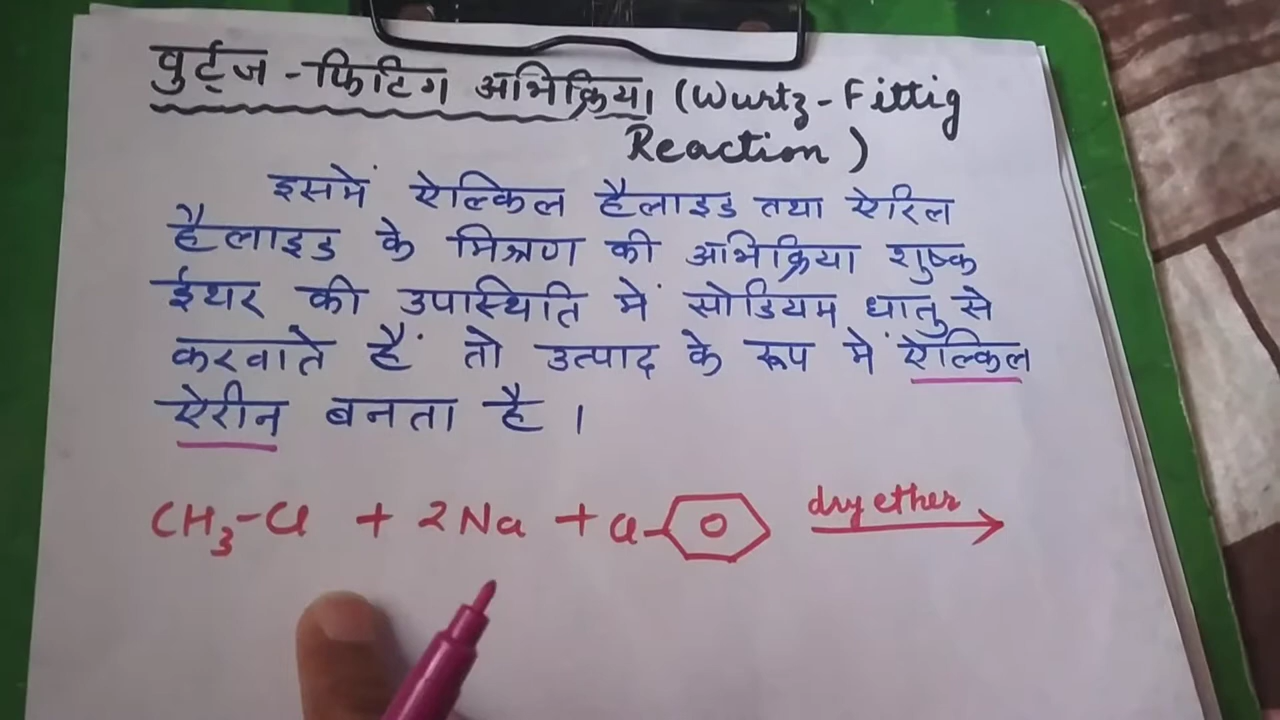 वुर्ट्ज - फिटिग अभिक्रिया (Wurtz-Fittig
Reaction)
इसमें ऐल्किल हैलाइड तथा ऐरिल
हैलाइड के मिश्रण की अभिक्रिया शुष्क
ईथर की उपास्थिति में सोडियम धातु से
करवाते हैं तो उत्पाद के रूप में ऐल्किल
ऐरीन बनता है ।
CH₃-Cl + 2Na + Cl- dry ether